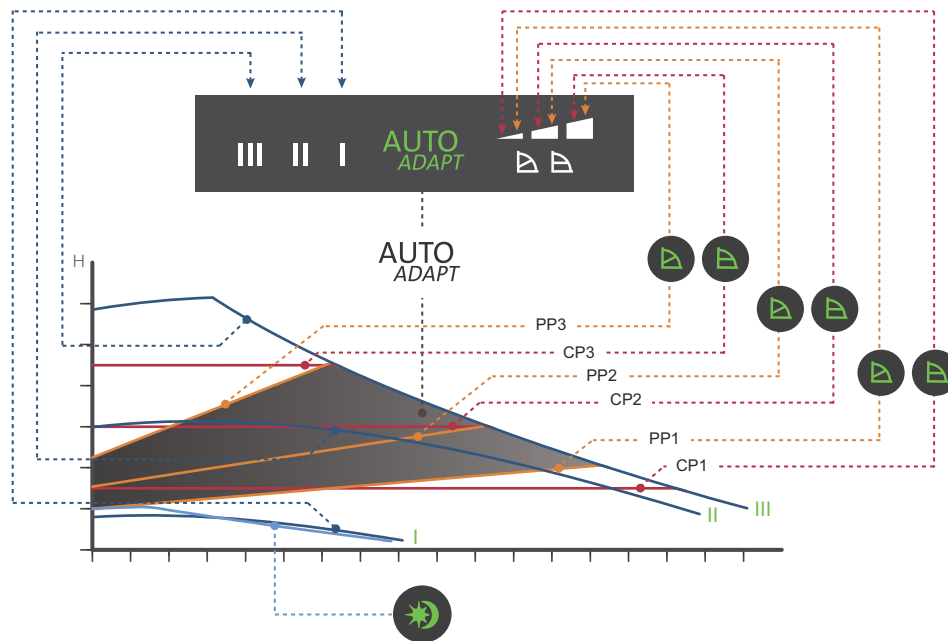 III II I AUTO
ADAPT
AUTO
ADAPT
H
PP3
CP3
PP2
CP2
PP1
CP1
III
II
I